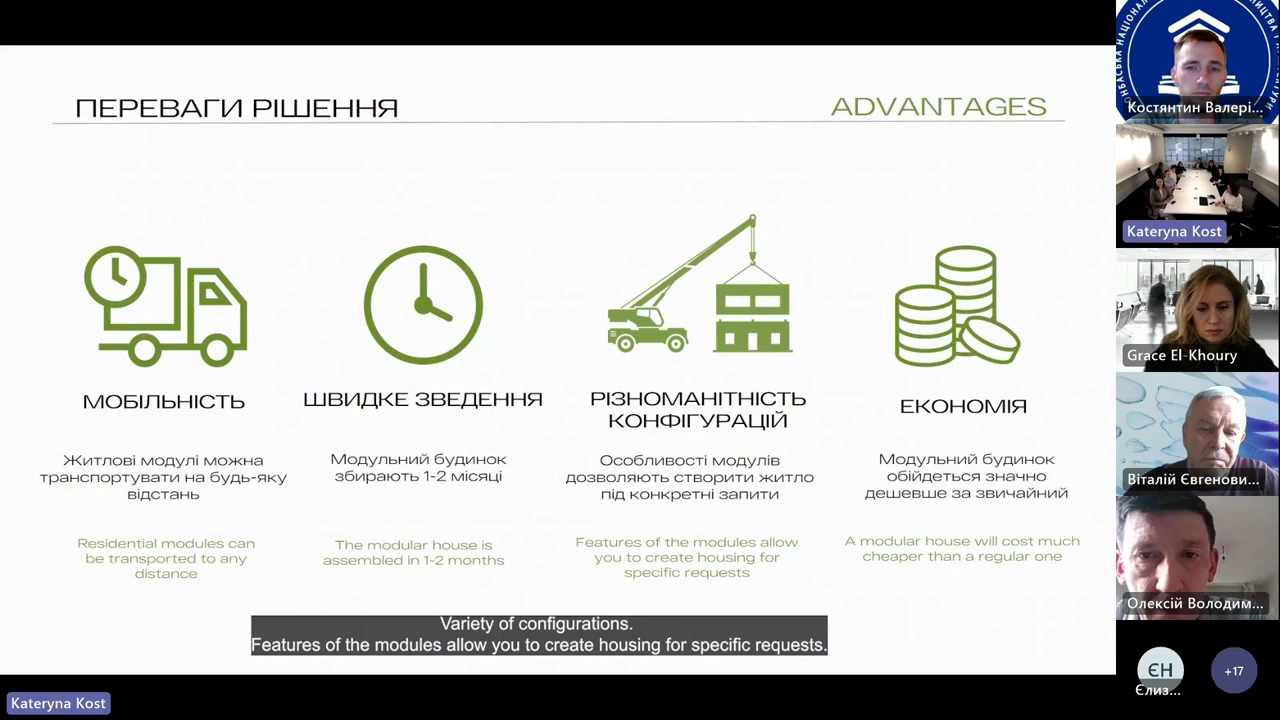 ПЕРЕВАГИ РІШЕННЯ
ADVANTAGES
МОБІЛЬНІСТЬ
Житлові модулі можна
транспортувати на будь-яку
відстань
Residential modules can
be transported to any
distance
ШВИДКЕ ЗВЕДЕННЯ
Модульний будинок
збирають 1-2 місяці
The modular house is
assembled in 1-2 months
РІЗНОМАНІТНІСТЬ
КОНФІГУРАЦІЙ
Особливості модулів
дозволяють створити житло
під конкретні запити
Features of the modules allow
you to create housing for
specific requests
ЕКОНОМІЯ
Модульний будинок
обійдеться значно
дешевше за звичайний
A modular house will cost much
cheaper than a regular one
Variety of configurations.
Features of the modules allow you to create housing for specific requests.
Kateryna Kost
Костянтин Валері...
Kateryna Kost
Grace El-Khoury
Віталій Євгенови...
Олексій Володим...
ЄН
Єлиз...
+17